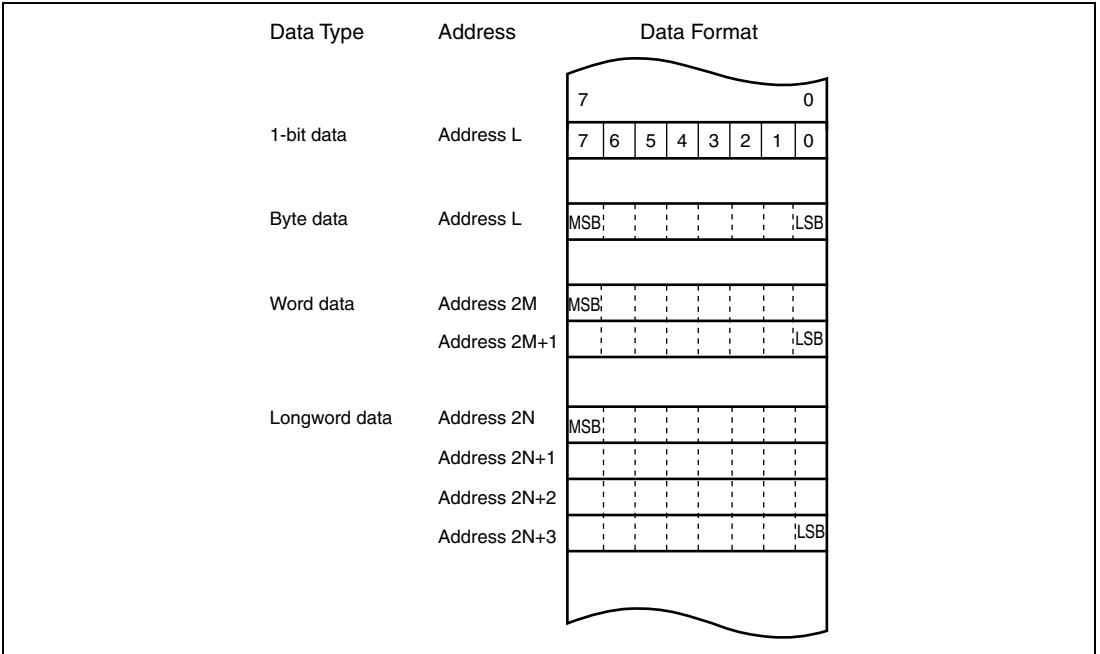 Data Type Address Data Format
7 0
1-bit data Address L 7 6 5 4 3 2 1 0
Byte data Address L MSB LSB
Word data Address 2M MSB
Address 2M+1 LSB
Longword data Address 2N MSB
Address 2N+1
Address 2N+2
Address 2N+3 LSB